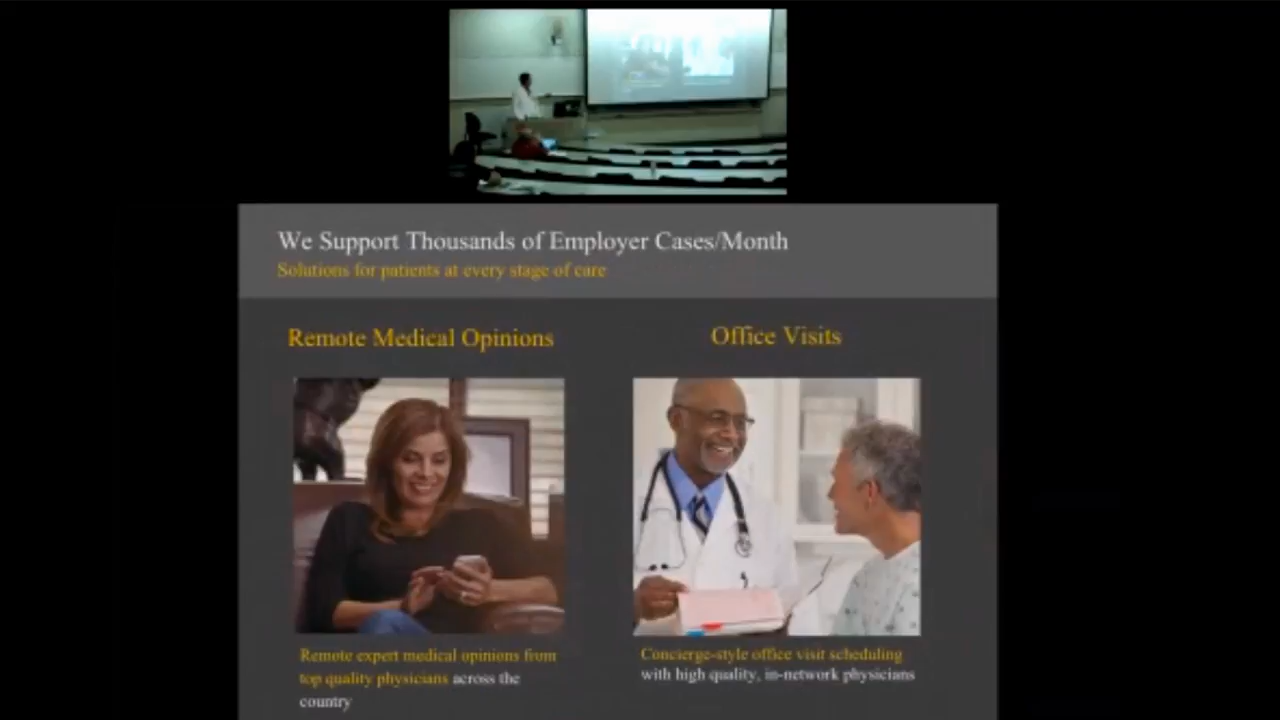 We Support Thousands of Employer Cases/Month
Solutions for patients at every stage of care
Remote Medical Opinions
Office Visits
Remote expert medical opinions from
top quality physicians across the
country
Concierge-style office visit scheduling
with high quality, in-network physicians